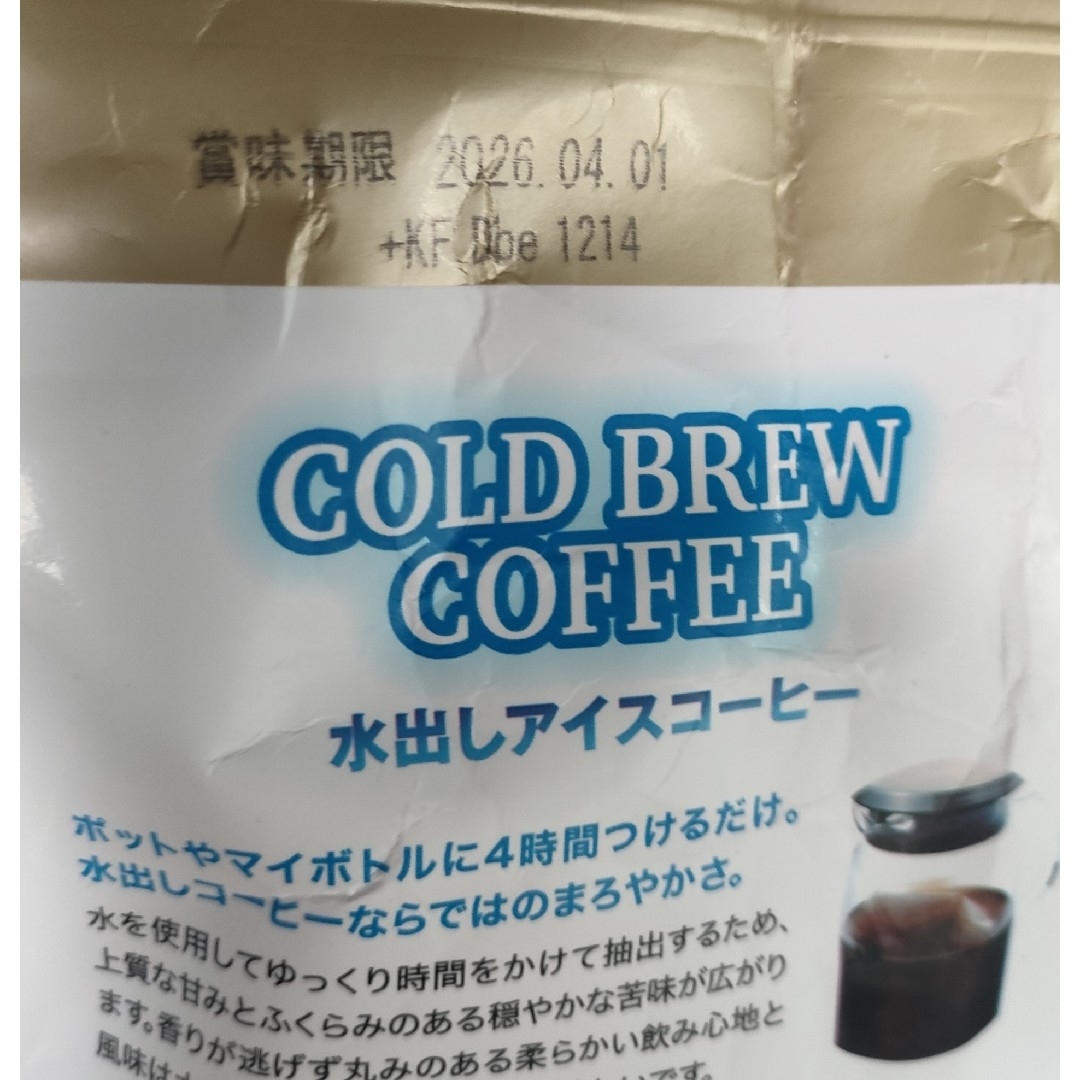 賞味期限 2026.04.01
+KF Dbe 1214
COLD BREW
COFFEE
水出しアイスコーヒー
ポットやマイボトルに4時間つけるだけ。
水出しコーヒーならではのまろやかさ。
水を使用してゆっくり時間をかけて抽出するため、
上質な甘みとふくらみのある穏やかな苦味が広がり
ます。香りが逃げず丸みのある柔らかい飲み心地と
風味は
です。